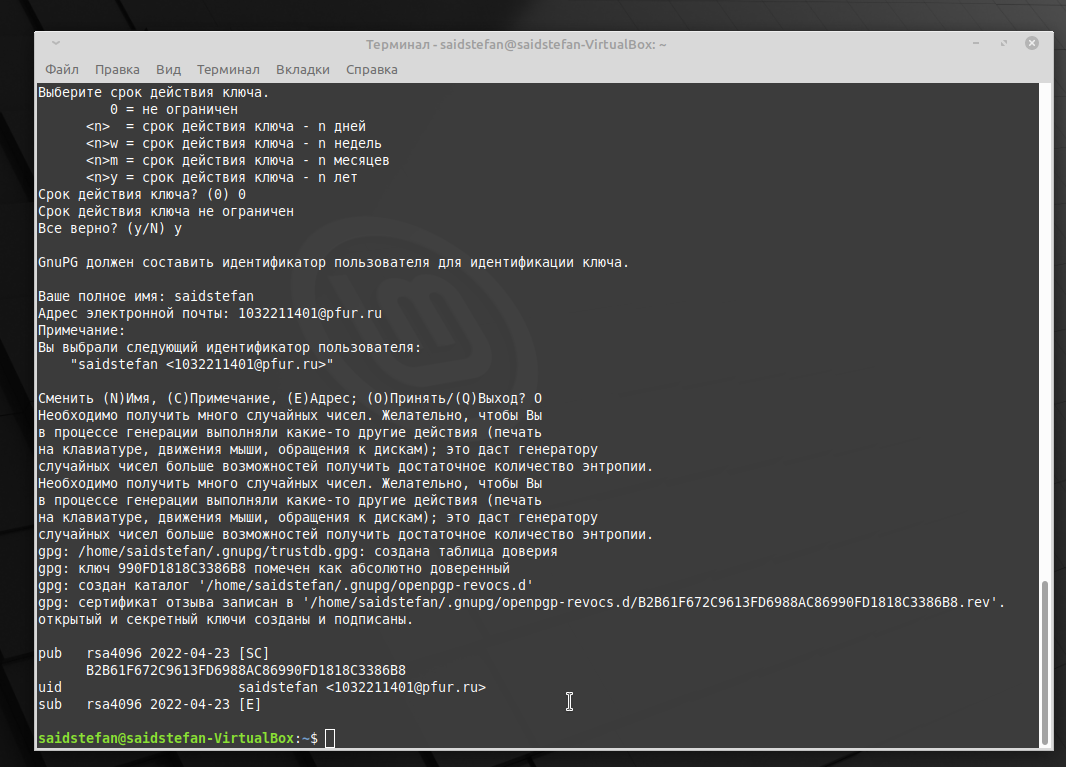 Терминал - saidstefan@saidstefan-VirtualBox: ~
Файл Правка Вид Терминал Вкладки Справка
Выберите срок действия ключа.
         0 = не ограничен
      <n>  = срок действия ключа - n дней
      <n>w = срок действия ключа - n недель
      <n>m = срок действия ключа - n месяцев
      <n>y = срок действия ключа - n лет
Срок действия ключа? (0) 0
Срок действия ключа не ограничен
Все верно? (y/N) y
GnuPG должен составить идентификатор пользователя для идентификации ключа.
Ваше полное имя: saidstefan
Адрес электронной почты: 1032211401@pfur.ru
Примечание:
Вы выбрали следующий идентификатор пользователя:
    "saidstefan <1032211401@pfur.ru>"
Сменить (N)Имя, (C)Примечание, (E)Адрес; (O)Принять/(Q)Выход? O
Необходимо получить много случайных чисел. Желательно, чтобы Вы
в процессе генерации выполняли какие-то другие действия (печать
на клавиатуре, движения мыши, обращения к дискам); это даст генератору
случайных чисел больше возможностей получить достаточное количество энтропии.
Необходимо получить много случайных чисел. Желательно, чтобы Вы
в процессе генерации выполняли какие-то другие действия (печать
на клавиатуре, движения мыши, обращения к дискам); это даст генератору
случайных чисел больше возможностей получить достаточное количество энтропии.
gpg: /home/saidstefan/.gnupg/trustdb.gpg: создана таблица доверия
gpg: ключ 990FD1818C3386B8 помечен как абсолютно доверенный
gpg: создан каталог '/home/saidstefan/.gnupg/openpgp-revocs.d'
gpg: сертификат отзыва записан в '/home/saidstefan/.gnupg/openpgp-revocs.d/B2B61F672C9613FD6988AC86990FD1818C3386B8.rev'.
открытый и секретный ключи созданы и подписаны.
pub   rsa4096 2022-04-23 [SC]
      B2B61F672C9613FD6988AC86990FD1818C3386B8
uid                      saidstefan <1032211401@pfur.ru>
sub   rsa4096 2022-04-23 [E]
saidstefan@saidstefan-VirtualBox:~$